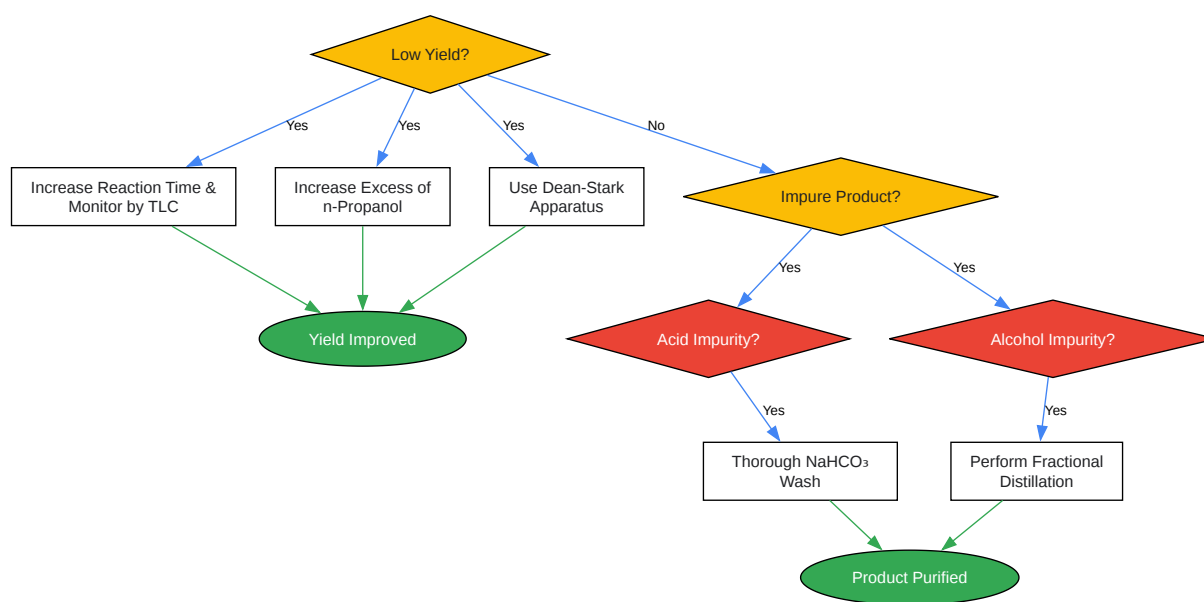 Low Yield?
Yes
Yes
Yes
No
Increase Reaction Time &
Monitor by TLC
Increase Excess of
n-Propanol
Use Dean-Stark
Apparatus
Impure Product?
Yes
Yes
Yield Improved
Acid Impurity?
Alcohol Impurity?
Yes
Yes
Thorough NaHCO₃
Wash
Perform Fractional
Distillation
Product Purified